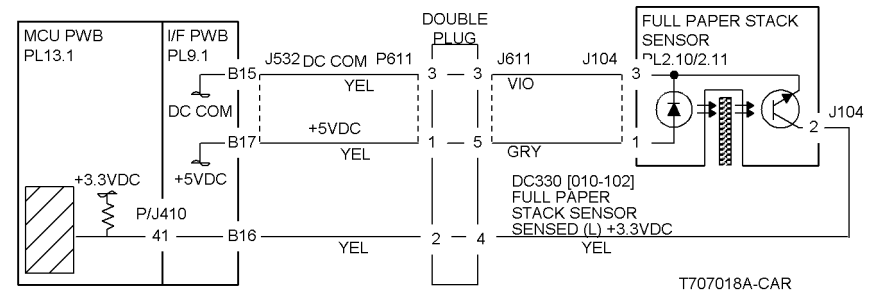 DOUBLE
PLUG
MCU PWB
PL13.1
I/F PWB
PL9.1
FULL PAPER STACK
SENSOR
PL2.10/2.11
B15
J532
DC COM
P611
3
3
J611
J104
3
YEL
VIO
DC COM
J104
2
+5VDC
B17
1
5
1
YEL
GRY
+3.3VDC
+5VDC
DC330 [010-102]
FULL PAPER
STACK SENSOR
SENSED (L) +3.3VDC
P/J410
41
B16
2
4
YEL
YEL
T707018A-CAR